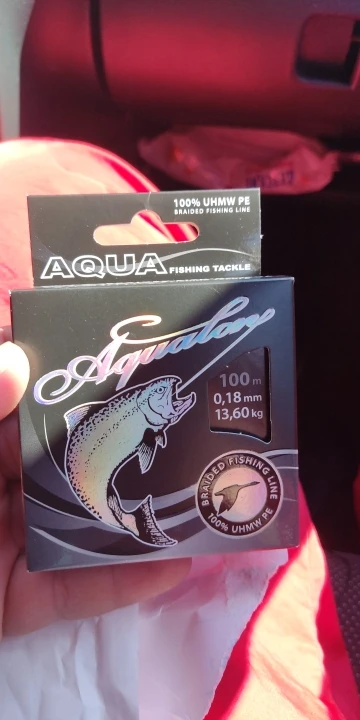 100% UHMW PE
BRAIDED FISHING LINE
AQUA FISHING TACKLE
Aqualon
100 m
0,18 mm
13,60 kg
BRAIDED FISHING LINE
100% UHMW PE